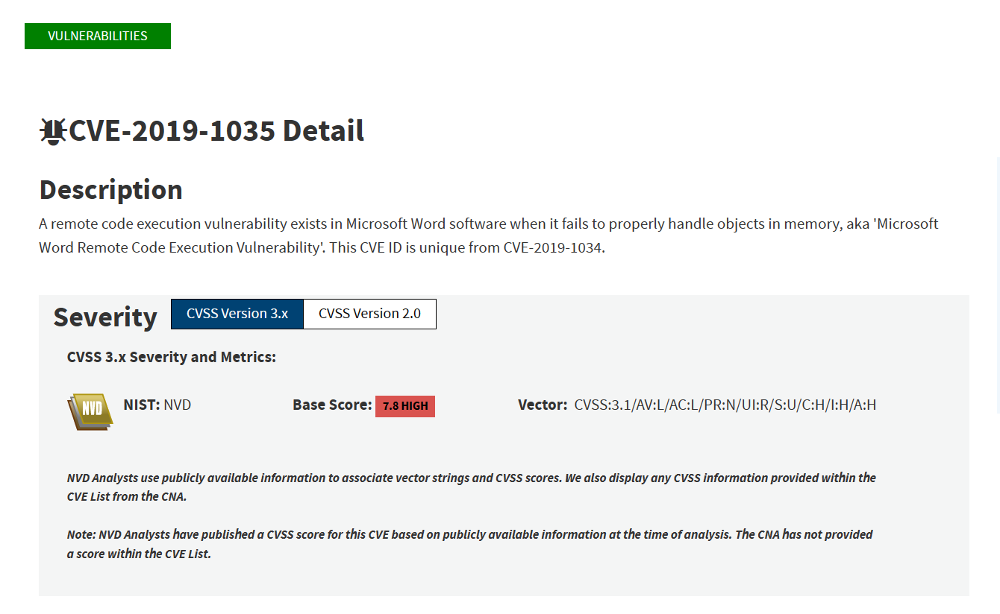 VULNERABILITIES
CVE-2019-1035 Detail
Description
A remote code execution vulnerability exists in Microsoft Word software when it fails to properly handle objects in memory, aka 'Microsoft
Word Remote Code Execution Vulnerability'. This CVE ID is unique from CVE-2019-1034.
Severity CVSS Version 3.x CVSS Version 2.0
CVSS 3.x Severity and Metrics:
NVD NIST: NVD Base Score: 7.8 HIGH Vector: CVSS:3.1/AV:L/AC:L/PR:N/UI:R/S:U/C:H/I:H/A:H
NVD Analysts use publicly available information to associate vector strings and CVSS scores. We also display any CVSS information provided within the
CVE List from the CNA.
Note: NVD Analysts have published a CVSS score for this CVE based on publicly available information at the time of analysis. The CNA has not provided
a score within the CVE List.